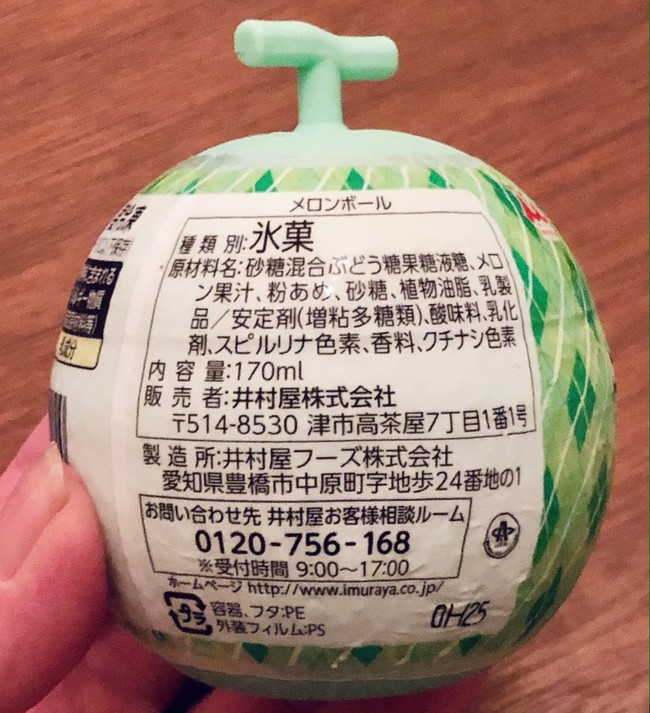 メロンボール
種類別:氷菓
原材料名:砂糖混合ぶどう糖果糖液糖、メロ
ン果汁、粉あめ、砂糖、植物油脂、乳製
品／安定剤(増粘多糖類)、酸味料、乳化
剤、スピルリナ色素、香料、クチナシ色素
内容量:170ml
販売者:井村屋株式会社
〒514-8530 津市高茶屋7丁目1番1号
製造所:井村屋フーズ株式会社
愛知県豊橋市中原町字地歩24番地の1
お問い合わせ先 井村屋お客様相談ルーム
0120-756-168
※受付時間 9:00～17:00
ホームページ http://www.imuraya.co.jp/
プラ
容器、フタ:PE
外装フィルム:PS
0H25